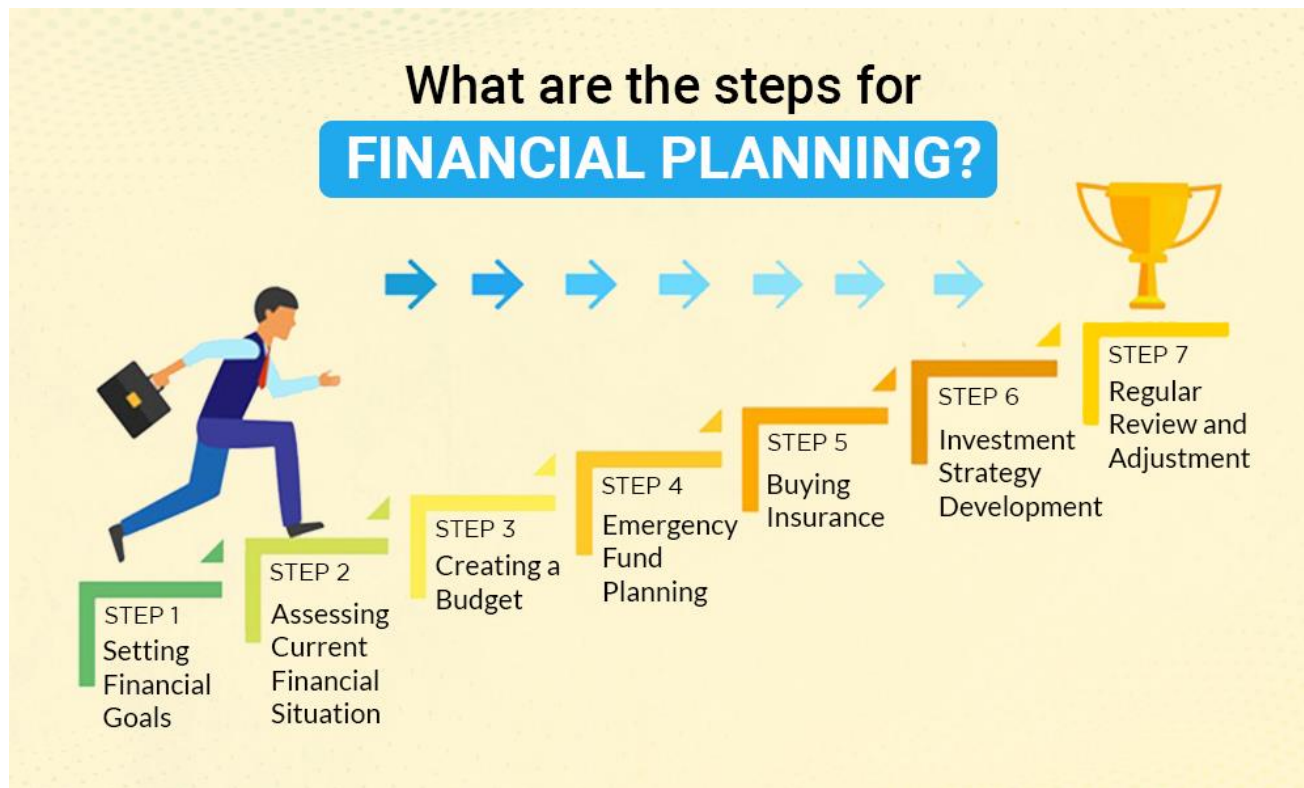 What are the steps for
FINANCIAL PLANNING?
STEP 1
Setting
Financial
Goals
STEP 2
Assessing
Current
Financial
Situation
STEP 3
Creating a
Budget
STEP 4
Emergency
Fund
Planning
STEP 5
Buying
Insurance
STEP 6
Investment
Strategy
Development
STEP 7
Regular
Review and
Adjustment